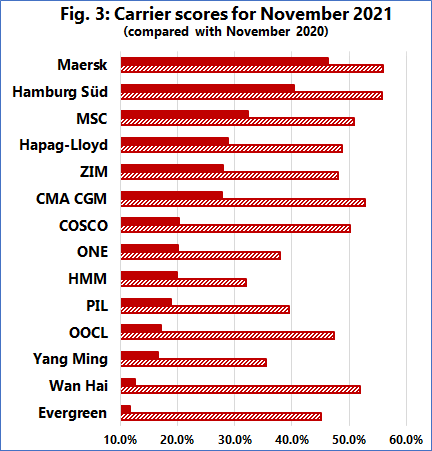 Fig. 3: Carrier scores for November 2021
(compared with November 2020)
Maersk
Hamburg Süd
MSC
Hapag-Lloyd
ZIM
CMA CGM
COSCO
ONE
HMM
PIL
OOCL
Yang Ming
Wan Hai
Evergreen
10.0% 20.0% 30.0% 40.0% 50.0% 60.0%